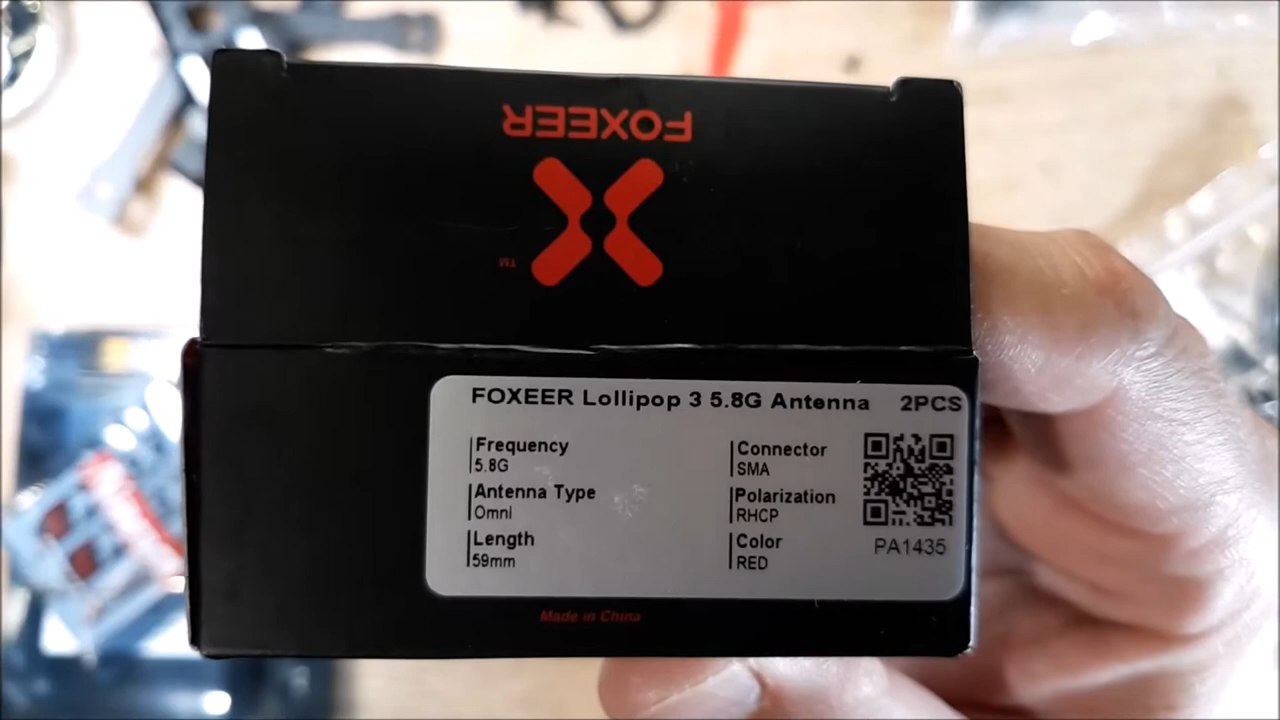 FOXEER
TM
FOXEER Lollipop 3 5.8G Antenna 2PCS
Frequency
5.8G
Antenna Type
Omni
Length
59mm
Connector
SMA
Polarization
RHCP
Color
RED
PA1435
Made in China